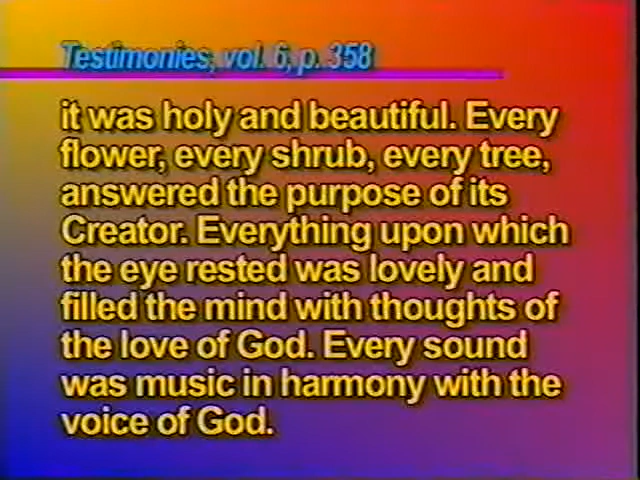 Testimonies, vol. 6, p. 358
it was holy and beautiful. Every
flower, every shrub, every tree,
answered the purpose of its
Creator. Everything upon which
the eye rested was lovely and
filled the mind with thoughts of
the love of God. Every sound
was music in harmony with the
voice of God.